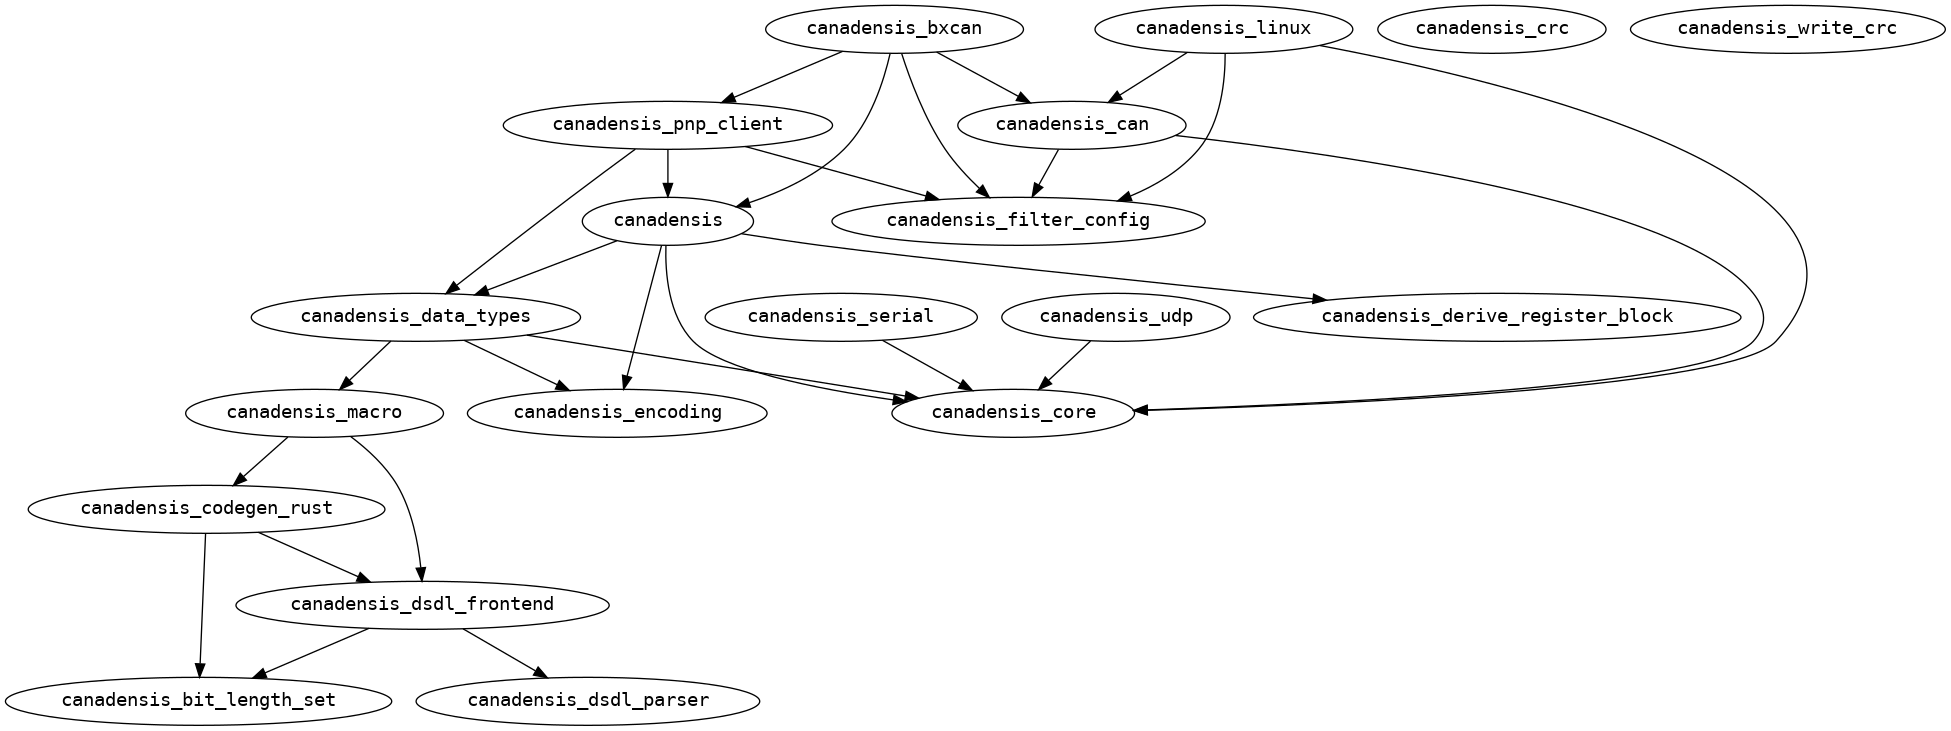 canadensis_bxcan
canadensis_linux
canadensis_crc
canadensis_write_crc
canadensis_pnp_client
canadensis_can
canadensis
canadensis_filter_config
canadensis_data_types
canadensis_serial
canadensis_udp
canadensis_derive_register_block
canadensis_macro
canadensis_encoding
canadensis_core
canadensis_codegen_rust
canadensis_dsdl_frontend
canadensis_bit_length_set
canadensis_dsdl_parser